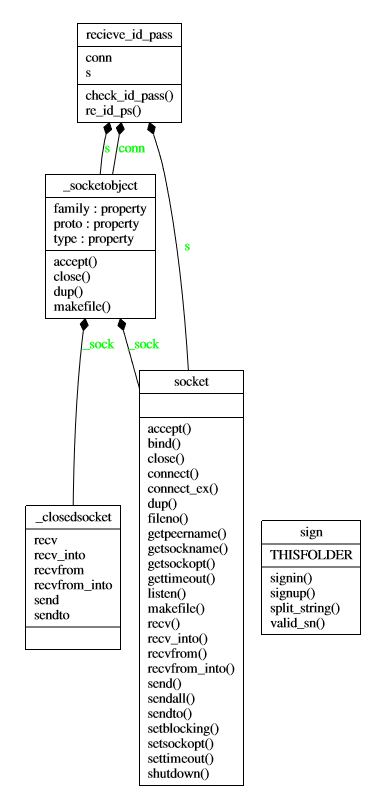 recieve_id_pass
conn
s
check_id_pass()
re_id_ps()
s
conn
s
_socketobject
family : property
proto : property
type : property
accept()
close()
dup()
makefile()
_sock
_sock
socket
accept()
bind()
close()
connect()
connect_ex()
dup()
fileno()
getpeername()
getsockname()
getsockopt()
gettimeout()
listen()
makefile()
recv()
recv_into()
recvfrom()
recvfrom_into()
send()
sendall()
sendto()
setblocking()
setsockopt()
settimeout()
shutdown()
_closedsocket
recv
recv_into
recvfrom
recvfrom_into
send
sendto
sign
THISFOLDER
signin()
signup()
split_string()
valid_sn()